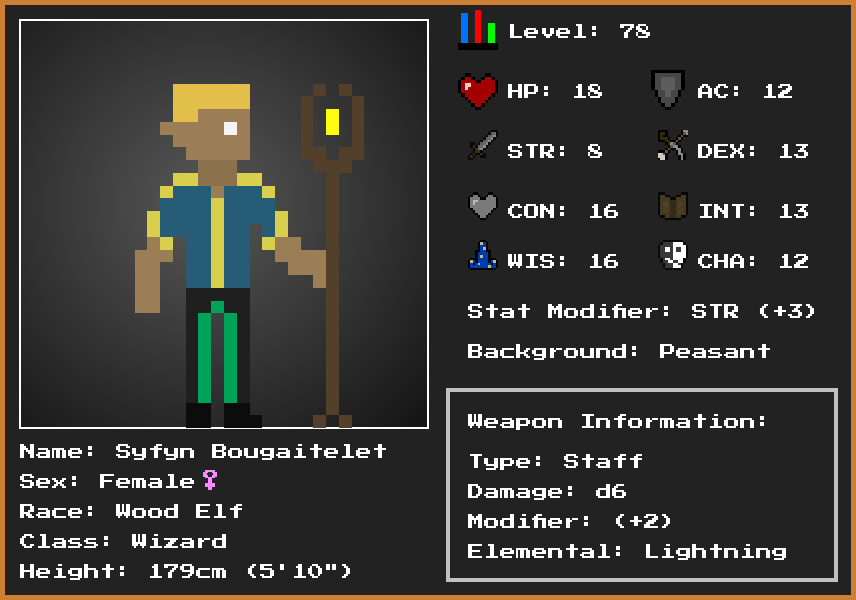 Level: 78
HP: 18 AC: 12
STR: 8 DEX: 13
CON: 16 INT: 13
WIS: 16 CHA: 12
Stat Modifier: STR (+3)
Background: Peasant
Weapon Information:
Type: Staff
Damage: d6
Modifier: (+2)
Elemental: Lightning
Name: Syfyn Bougaitelet
Sex: Female♀
Race: Wood Elf
Class: Wizard
Height: 179cm (5'10")